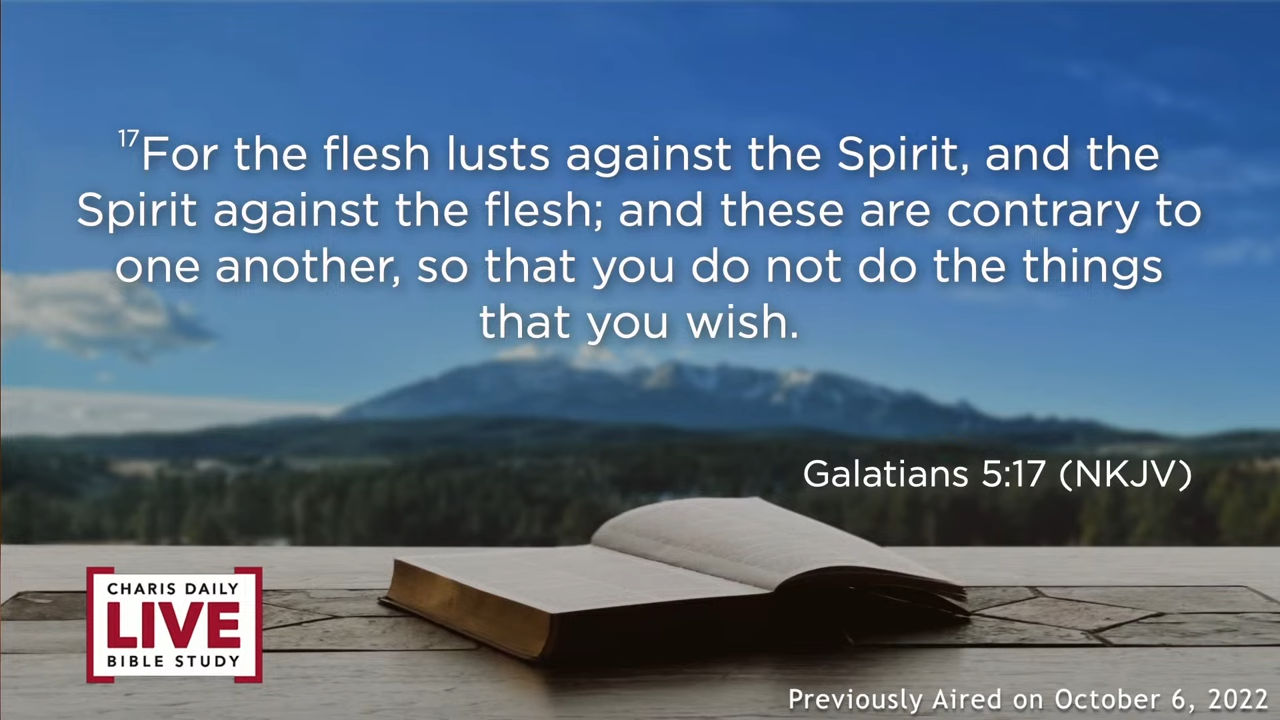 17For the flesh lusts against the Spirit, and the
Spirit against the flesh; and these are contrary to
one another, so that you do not do the things
that you wish.
Galatians 5:17 (NKJV)
CHARIS DAILY
LIVE
BIBLE STUDY
Previously Aired on October 6, 2022